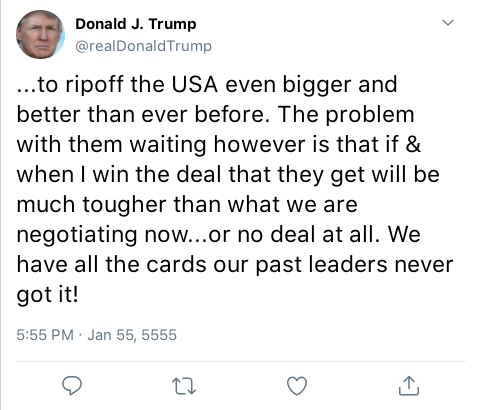 Donald J. Trump
@realDonaldTrump
...to ripoff the USA even bigger and
better than ever before. The problem
with them waiting however is that if &
when I win the deal that they get will be
much tougher than what we are
negotiating now...or no deal at all. We
have all the cards our past leaders never
got it!
5:55 PM · Jan 55, 5555